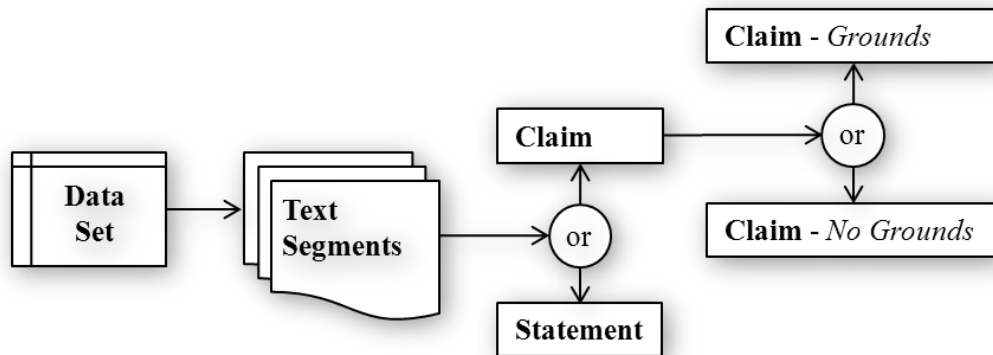 Data
Set
Text
Segments
or
Claim
Statement
or
Claim - Grounds
Claim - No Grounds